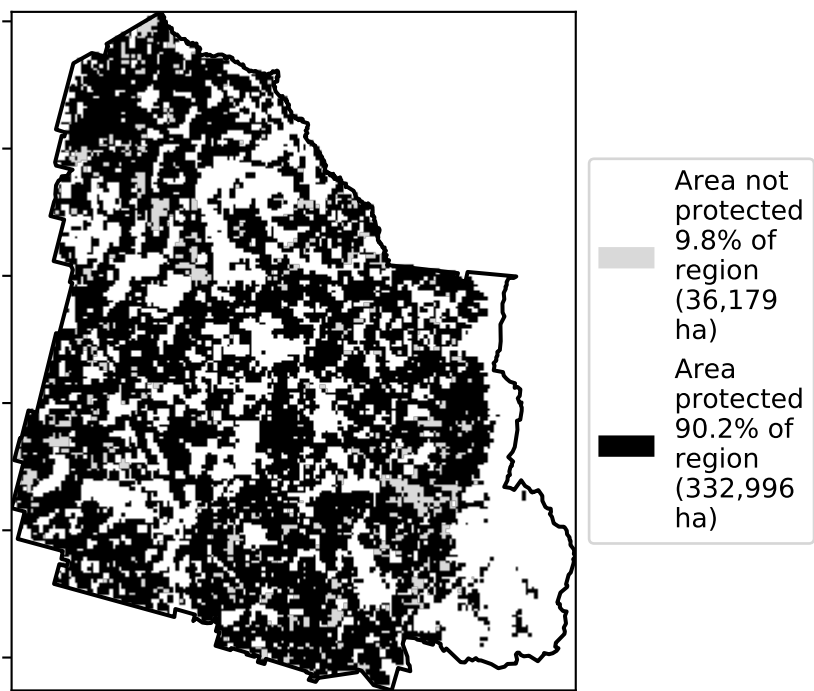 Area not
protected
9.8% of
region
(36,179
ha)
Area
protected
90.2% of
region
(332,996
ha)